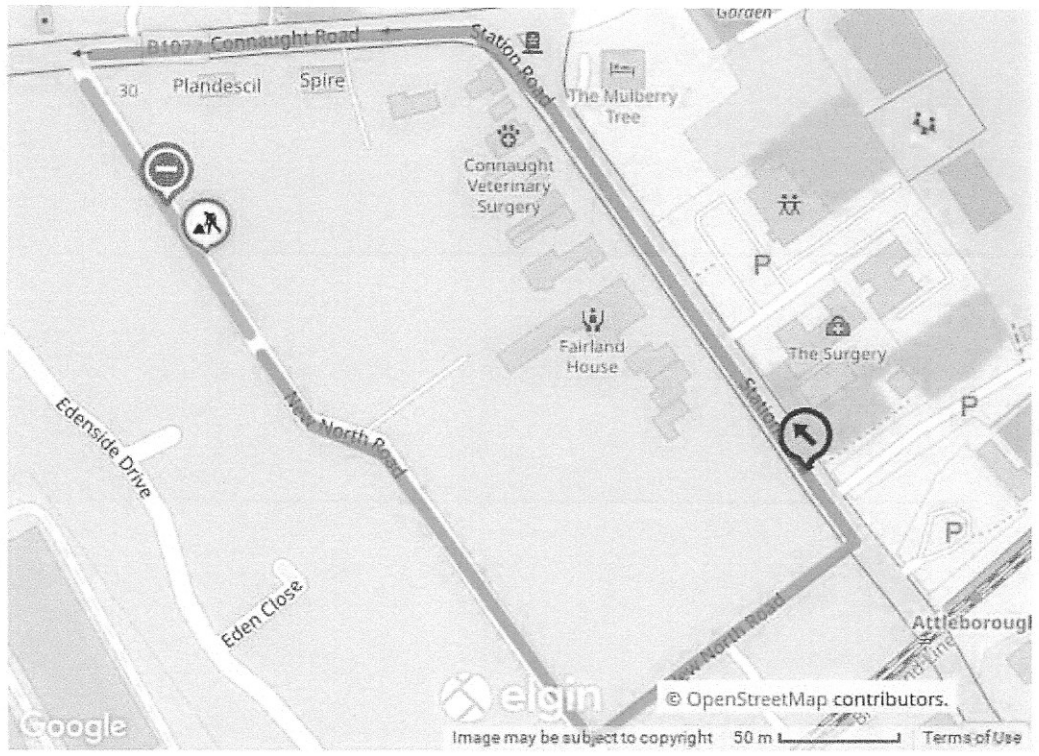 Garden
B1077 Connaught Road
Station Road
30
Plandescil
Spire
The Mulberry
Tree
Connaught
Veterinary
Surgery
P
Fairland
House
The Surgery
Station
P
New North Road
Edenside Drive
P
Eden Close
New North Road
Attleborough
elgin
© OpenStreetMap contributors.
Google
Image may be subject to copyright
50 m
Terms of Use